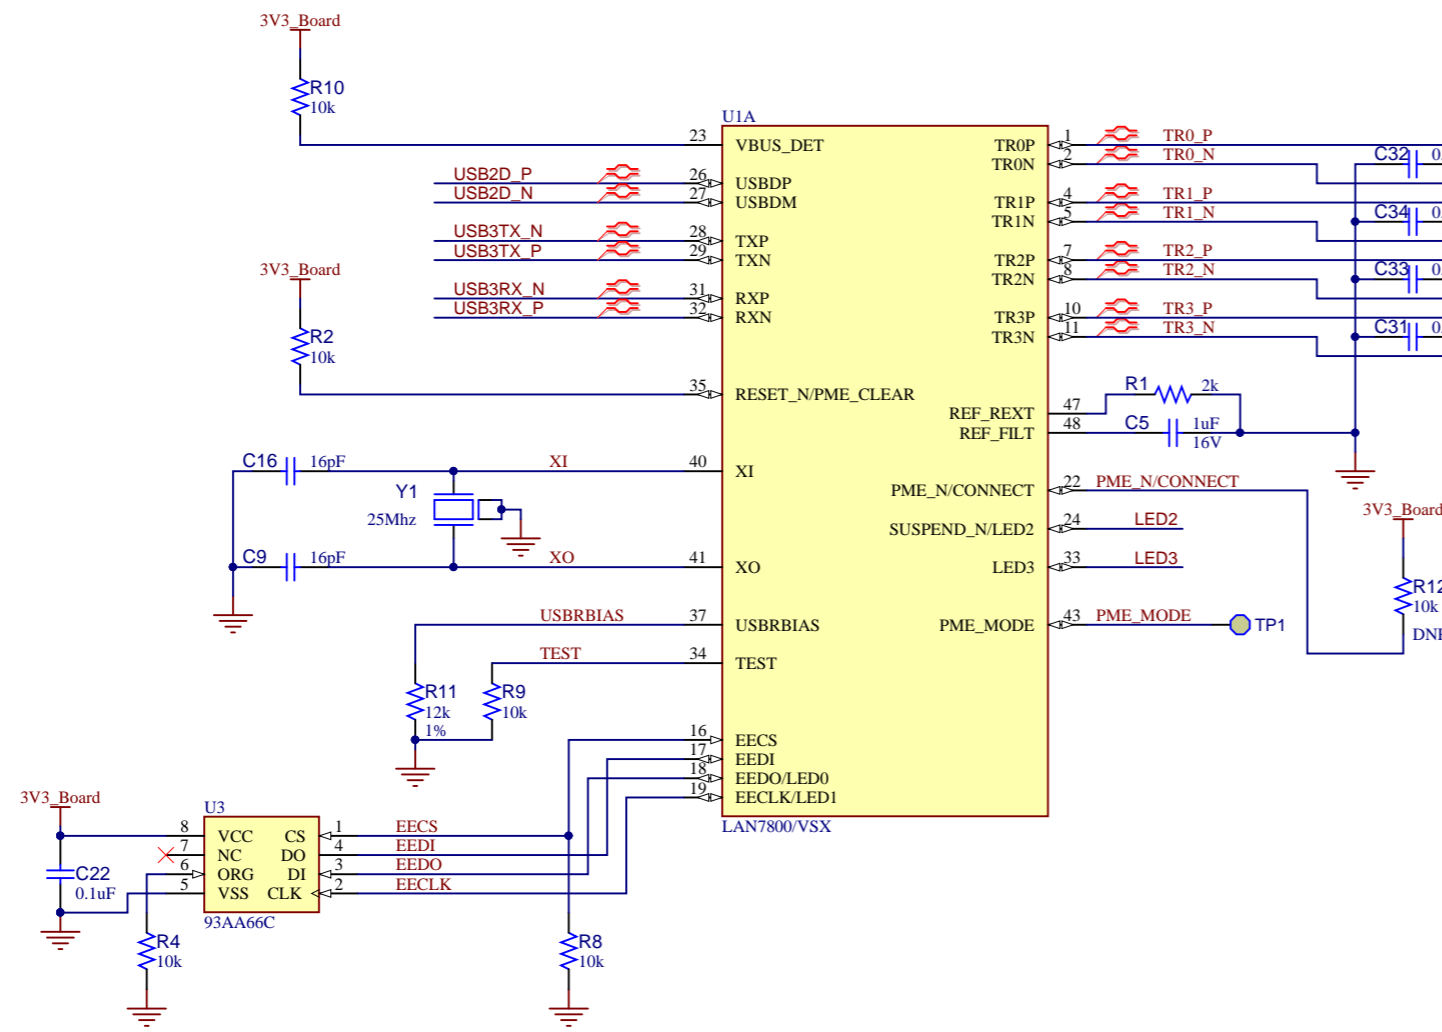 3V3_Board
R10
10k
U1A
23 VBUS_DET
USB2D_P 26 USBDP
USB2D_N 27 USBDM
USB3TX_N 28 TXP
USB3TX_P 29 TXN
3V3_Board
USB3RX_N 31 RXP
USB3RX_P 32 RXN
R2
10k
35 RESET_N/PME_CLEAR
C16 16pF XI 40 XI
Y1
25Mhz
C9 16pF XO 41 XO
USBRBIAS 37 USBRBIAS
TEST 34 TEST
R11
12k
1%
R9
10k
16 EECS
17 EEDI
18 EEDO/LED0
19 EECLK/LED1
LAN7800/VSX
TR0P 1 TR0_P
TR0N 2 TR0_N
C32 0.
TR1P 4 TR1_P
TR1N 5 TR1_N
C34 0.
TR2P 7 TR2_P
TR2N 8 TR2_N
C33 0.
TR3P 10 TR3_P
TR3N 11 TR3_N
C31 0.
REF_REXT 47
R1 2k
REF_FILT 48
C5 1uF
16V
PME_N/CONNECT 22 PME_N/CONNECT
SUSPEND_N/LED2 24 LED2
LED3 33 LED3
PME_MODE 43 PME_MODE TP1
3V3_Board
R12
10k
3V3_Board
U3
8 VCC CS 1 EECS
7 NC DO 4 EEDI
6 ORG DI 3 EEDO
5 VSS CLK 2 EECLK
93AA66C
C22
0.1uF
R4
10k
R8
10k